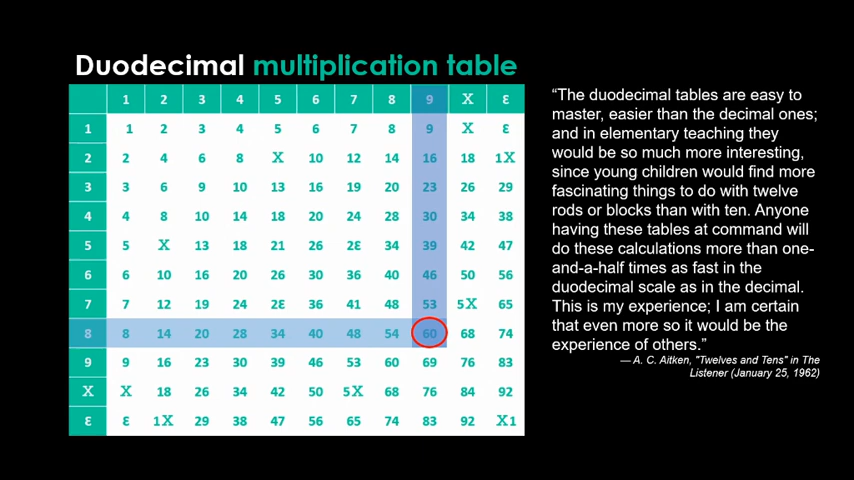 Duodecimal multiplication table
1 2 3 4 5 6 7 8 9 X Ɛ
1 1 2 3 4 5 6 7 8 9 X Ɛ
2 2 4 6 8 X 10 12 14 16 18 1X
3 3 6 9 10 13 16 19 20 23 26 29
4 4 8 10 14 18 20 24 28 30 34 38
5 5 X 13 18 21 26 2Ɛ 34 39 42 47
6 6 10 16 20 26 30 36 40 46 50 56
7 7 12 19 24 2Ɛ 36 41 48 53 5X 65
8 8 14 20 28 34 40 48 54 60 68 74
9 9 16 23 30 39 46 53 60 69 76 83
X X 18 26 34 42 50 5X 68 76 84 92
Ɛ Ɛ 1X 29 38 47 56 65 74 83 92 X1
“The duodecimal tables are easy to
master, easier than the decimal ones;
and in elementary teaching they
would be so much more interesting,
since young children would find more
fascinating things to do with twelve
rods or blocks than with ten. Anyone
having these tables at command will
do these calculations more than one-
and-a-half times as fast in the
duodecimal scale as in the decimal.
This is my experience; I am certain
that even more so it would be the
experience of others.”
— A. C. Aitken, "Twelves and Tens" in The
Listener (January 25, 1962)